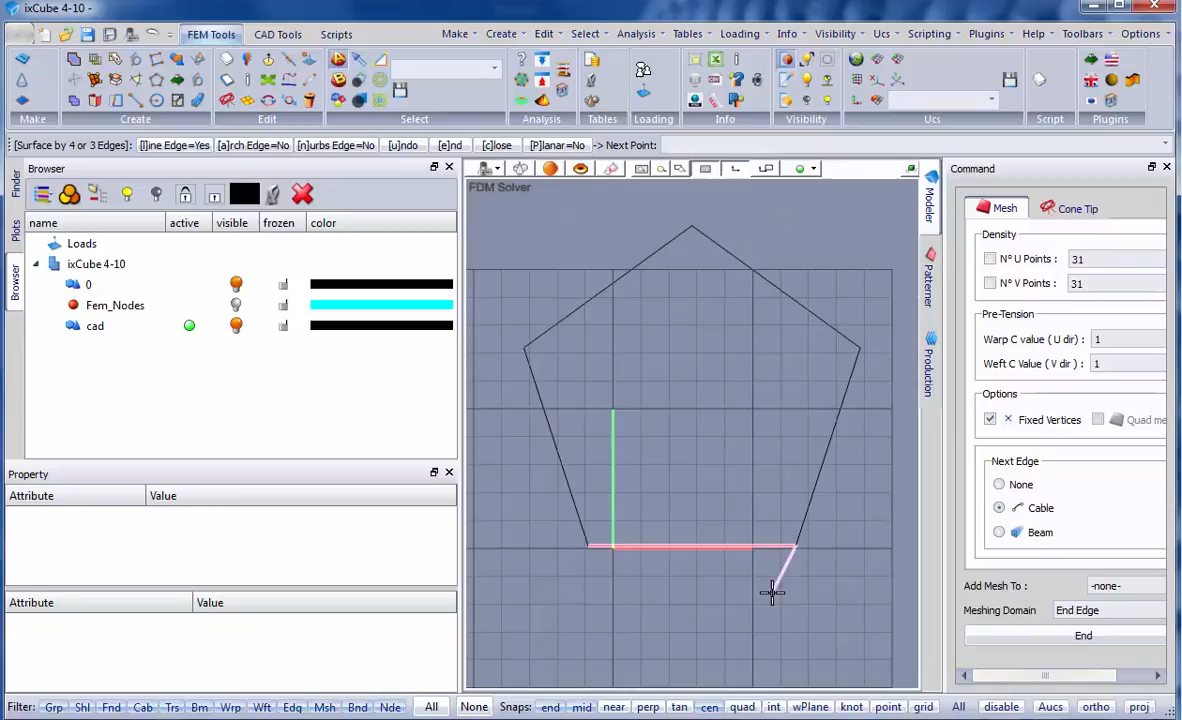 ixCube 4-10 -
FEM Tools CAD Tools Scripts Make Create Edit Select Analysis Tables Loading Info Visibility Ucs Scripting Plugins Help Toolbars Options
Make Create Edit Select Analysis Tables Loading Info Visibility Ucs Script Plugins
[Surface by 4 or 3 Edges]: [l]ine Edge=Yes [a]rch Edge=No [n]urbs Edge=No [u]ndo [e]nd [c]lose [P]lanar=No -> Next Point:
Browser
name active visible frozen color
Loads
ixCube 4-10
0
Fem_Nodes
cad
Property
Attribute Value
Attribute Value
Finder
Plots
Browser
FDM Solver
Modeler
Patterner
Production
Command
Mesh Cone Tip
Density
N° U Points : 31
N° V Points : 31
Pre-Tension
Warp C value ( U dir) : 1
Weft C Value ( V dir) : 1
Options
Fixed Vertices Quad me
Next Edge
None
Cable
Beam
Add Mesh To : -none-
Meshing Domain End Edge
End
Filter: Grp Shl Fnd Cab Trs Bm Wrp Wft Edq Msh Bnd Nde All None Snaps: end mid near perp tan cen quad int wPlane knot point grid All disable Aucs ortho proj